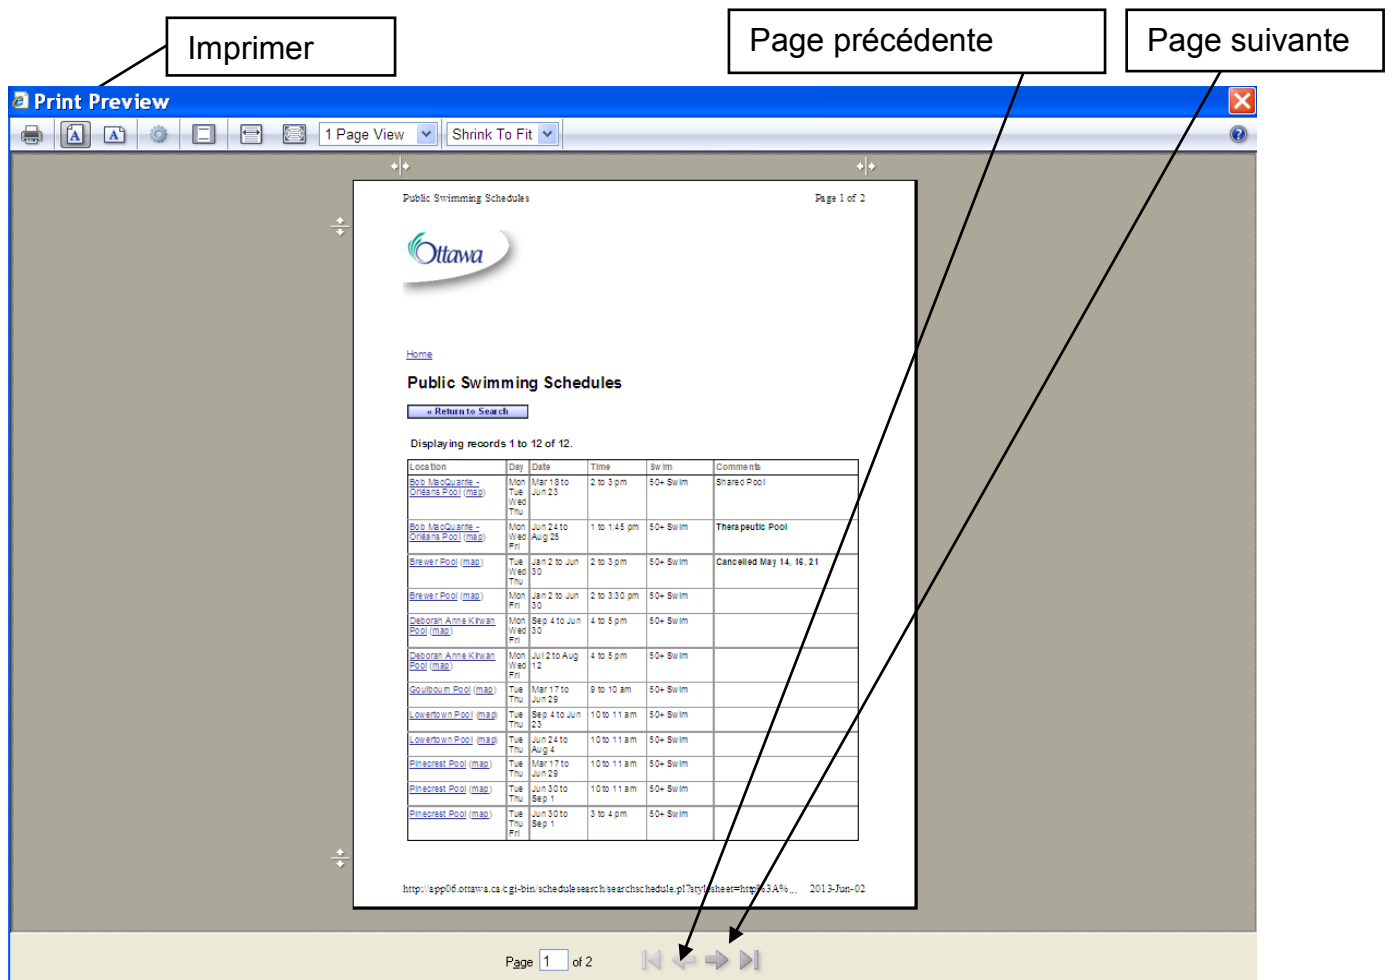 Imprimer
Page précédente
Page suivante
Print Preview
1 Page View
Shrink To Fit
Public Swimming Schedules Page 1 of 2
Ottawa
Home
Public Swimming Schedules
« Return to Search
Displaying records 1 to 12 of 12.
Location Day Date Time Swim Comments
Bob MacQuarrie - Mon Mar 18 to 2 to 3 pm 50+ Swim Shared Pool
Orléans Pool (map) Tue Jun 23
Wed
Thu
Bob MacQuarrie - Mon Jun 24 to 1 to 1:45 pm 50+ Swim Therapeutic Pool
Orléans Pool (map) Wed Aug 25
Fri
Brewer Pool (map) Tue Jan 2 to Jun 2 to 3 pm 50+ Swim Cancelled May 14, 16, 21
Wed 30
Thu
Brewer Pool (map) Mon Jan 2 to Jun 2 to 3:30 pm 50+ Swim
Fri 30
Deborah Anne Kirwan Mon Sep 4 to Jun 4 to 5 pm 50+ Swim
Pool (map) Wed 30
Fri
Deborah Anne Kirwan Mon Jul 2 to Aug 4 to 5 pm 50+ Swim
Pool (map) Wed 12
Fri
Goulbourn Pool (map) Tue Mar 17 to 9 to 10 am 50+ Swim
Thu Jun 29
Lowertown Pool (map) Tue Sep 4 to Jun 10 to 11 am 50+ Swim
Thu 23
Lowertown Pool (map) Tue Jun 24 to 10 to 11 am 50+ Swim
Thu Aug 4
Pinecrest Pool (map) Tue Mar 17 to 10 to 11 am 50+ Swim
Thu Jun 29
Pinecrest Pool (map) Tue Jun 30 to 10 to 11 am 50+ Swim
Thu Sep 1
Pinecrest Pool (map) Tue Jun 30 to 3 to 4 pm 50+ Swim
Thu Sep 1
Fri
http://app06.ottawa.ca/cgi-bin/schedulesearch/searchschedule.pl?stylesheet=http%3A%... 2013-Jun-02
Page 1 of 2